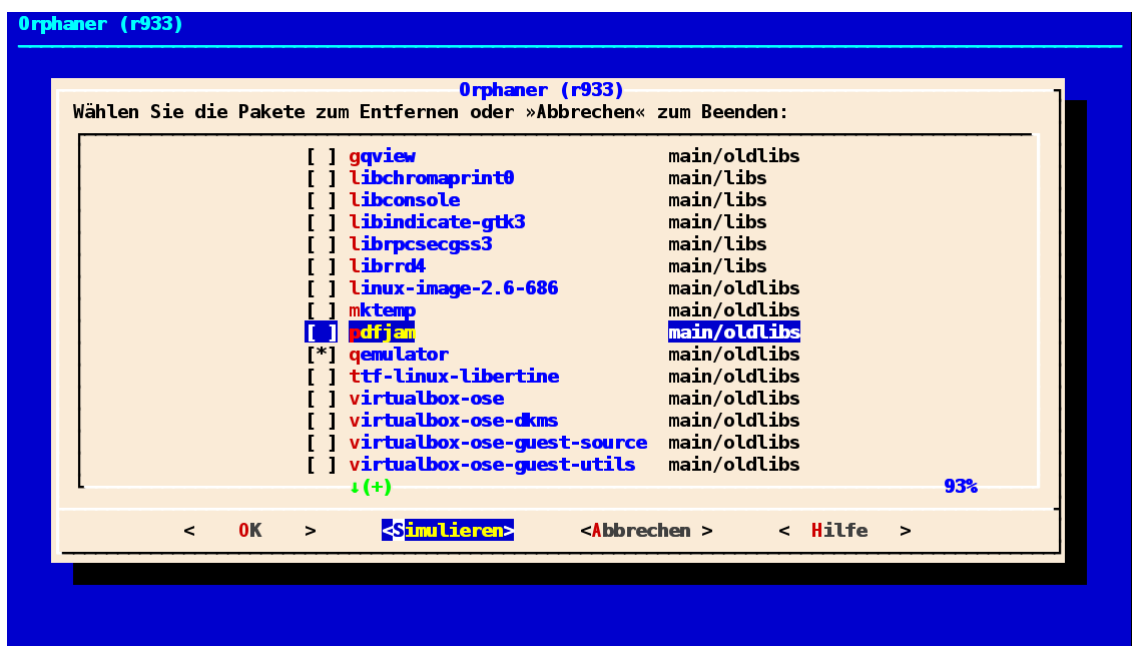 Orphaner (r933)
Orphaner (r933)
Wählen Sie die Pakete zum Entfernen oder »Abbrechen« zum Beenden:
[ ] gqview main/oldlibs
[ ] libchromaprint0 main/libs
[ ] libconsole main/libs
[ ] libindicate-gtk3 main/libs
[ ] librpcsecgss3 main/libs
[ ] librrd4 main/libs
[ ] linux-image-2.6-686 main/oldlibs
[ ] mktemp main/oldlibs
[ ] pdfjam main/oldlibs
[*] qemulator main/oldlibs
[ ] ttf-linux-libertine main/oldlibs
[ ] virtualbox-ose main/oldlibs
[ ] virtualbox-ose-dkms main/oldlibs
[ ] virtualbox-ose-guest-source main/oldlibs
[ ] virtualbox-ose-guest-utils main/oldlibs
↓(+) 93%
< OK > <Simulieren> <Abbrechen > < Hilfe >